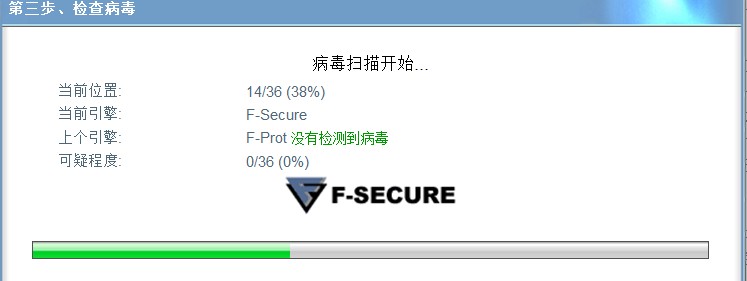 第三步、检查病毒
病毒扫描开始...
当前位置: 14/36 (38%)
当前引擎: F-Secure
上个引擎: F-Prot 没有检测到病毒
可疑程度: 0/36 (0%)
F-SECURE